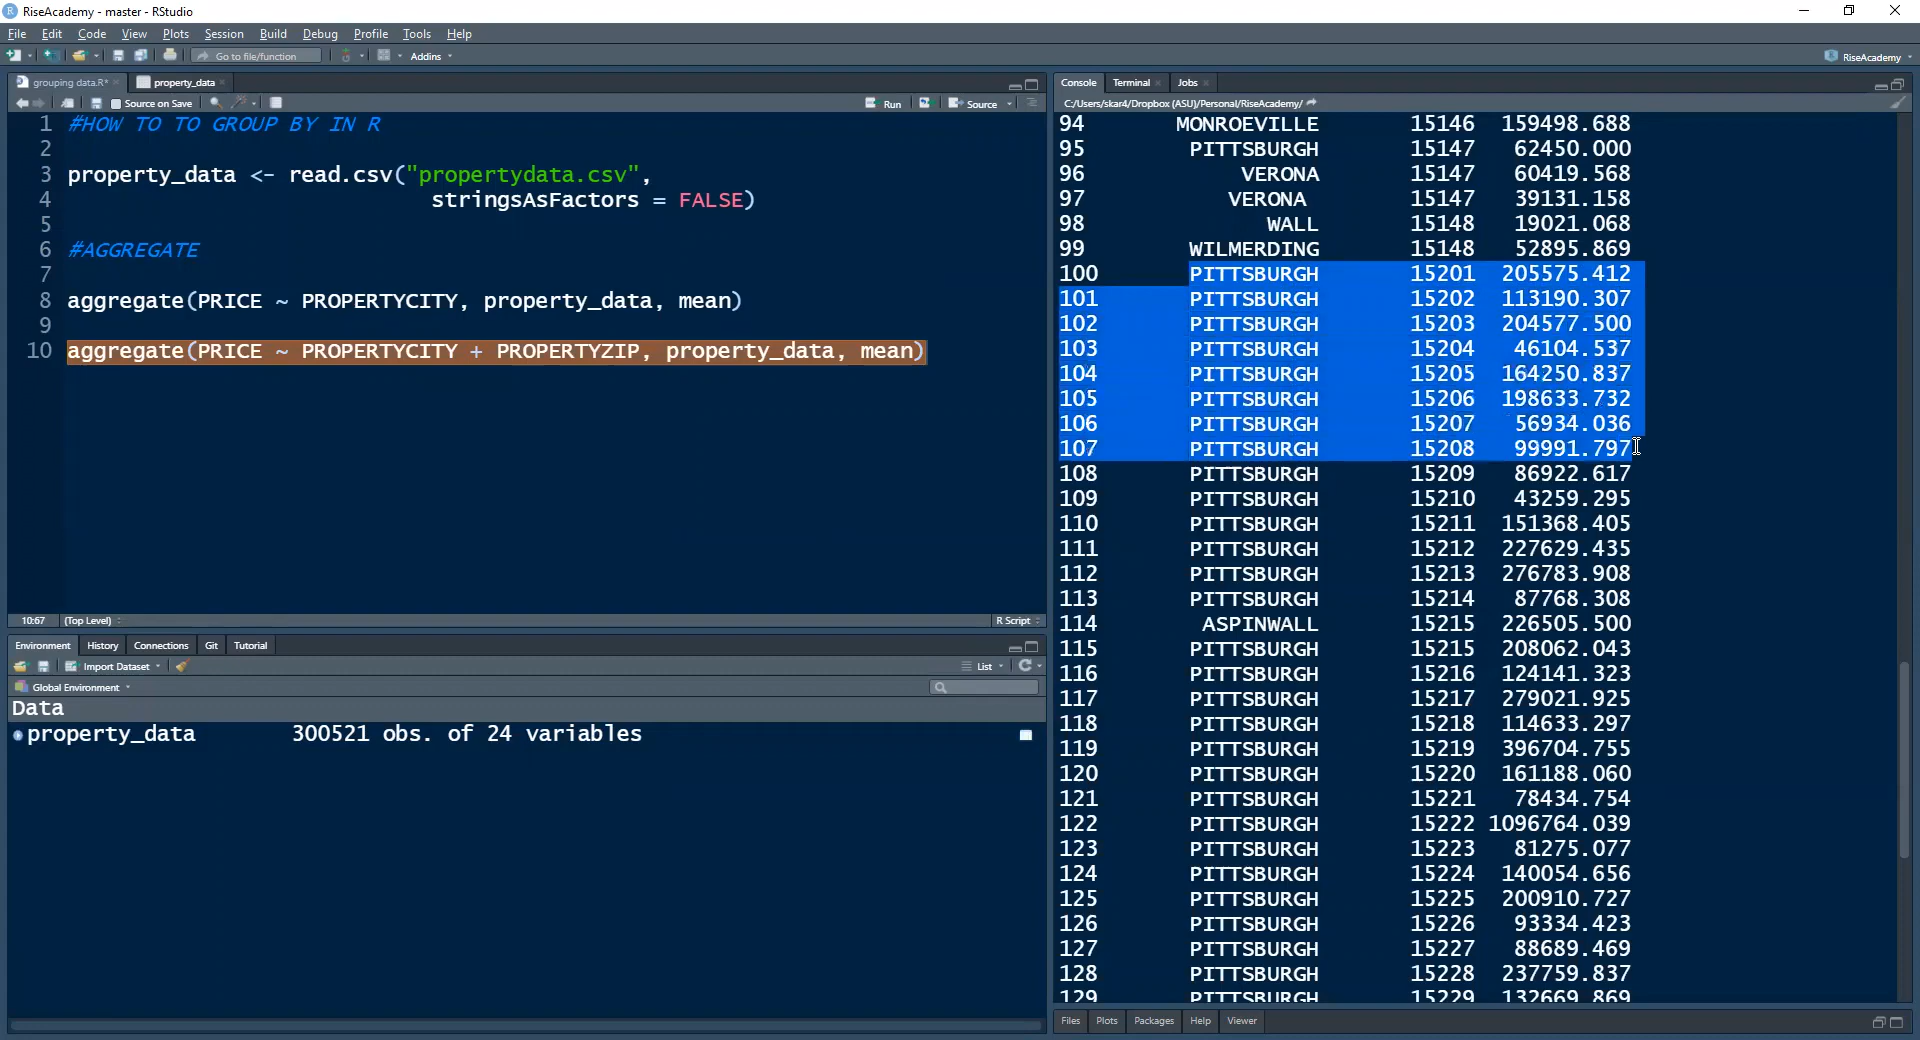 RiseAcademy - master - RStudio
File Edit Code View Plots Session Build Debug Profile Tools Help
Go to file/function Addins RiseAcademy
grouping data.R* property_data
Source on Save Run Source
1 #HOW TO TO GROUP BY IN R
2
3 property_data <- read.csv("propertydata.csv",
4 stringsAsFactors = FALSE)
5
6 #AGGREGATE
7
8 aggregate(PRICE ~ PROPERTYCITY, property_data, mean)
9
10 aggregate(PRICE ~ PROPERTYCITY + PROPERTYZIP, property_data, mean)
10:67 (Top Level) R Script
Environment History Connections Git Tutorial
Import Dataset List
Global Environment
Data
property_data 300521 obs. of 24 variables
Console Terminal Jobs
C:/Users/skar4/Dropbox (ASU)/Personal/RiseAcademy/
94 MONROEVILLE 15146 159498.688
95 PITTSBURGH 15147 62450.000
96 VERONA 15147 60419.568
97 VERONA 15147 39131.158
98 WALL 15148 19021.068
99 WILMERDING 15148 52895.869
100 PITTSBURGH 15201 205575.412
101 PITTSBURGH 15202 113190.307
102 PITTSBURGH 15203 204577.500
103 PITTSBURGH 15204 46104.537
104 PITTSBURGH 15205 164250.837
105 PITTSBURGH 15206 198633.732
106 PITTSBURGH 15207 56934.036
107 PITTSBURGH 15208 99991.797
108 PITTSBURGH 15209 86922.617
109 PITTSBURGH 15210 43259.295
110 PITTSBURGH 15211 151368.405
111 PITTSBURGH 15212 227629.435
112 PITTSBURGH 15213 276783.908
113 PITTSBURGH 15214 87768.308
114 ASPINWALL 15215 226505.500
115 PITTSBURGH 15215 208062.043
116 PITTSBURGH 15216 124141.323
117 PITTSBURGH 15217 279021.925
118 PITTSBURGH 15218 114633.297
119 PITTSBURGH 15219 396704.755
120 PITTSBURGH 15220 161188.060
121 PITTSBURGH 15221 78434.754
122 PITTSBURGH 15222 1096764.039
123 PITTSBURGH 15223 81275.077
124 PITTSBURGH 15224 140054.656
125 PITTSBURGH 15225 200910.727
126 PITTSBURGH 15226 93334.423
127 PITTSBURGH 15227 88689.469
128 PITTSBURGH 15228 237759.837
129 PITTSBURGH 15229 132669.869
Files Plots Packages Help Viewer